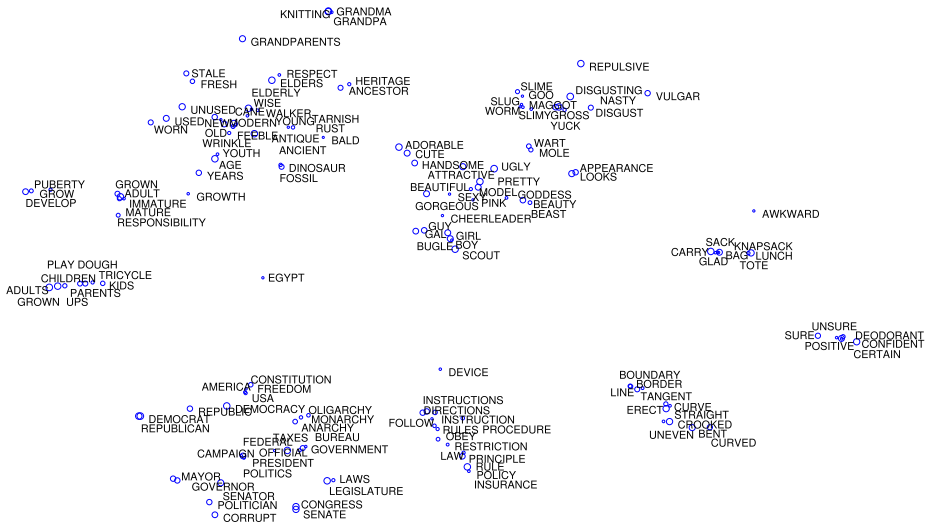 KNITTING GRANDMA
GRANDPA
GRANDPARENTS
REPULSIVE
STALE
FRESH
RESPECT
ELDERS
HERITAGE
ANCESTOR
ELDERLY
WISE
SLIME
GOO
DISGUSTING
NASTY
VULGAR
SLUG
WORM
MAGGOT
SLIMY GROSS
DISGUST
YUCK
UNUSED
CANE WALKER
USED
NEW MODERN YOUNG TARNISH
WORN
OLD
FEEBLE
RUST
WRINKLE
ANTIQUE
BALD
ANCIENT
ADORABLE
CUTE
WART
MOLE
YOUTH
AGE
YEARS
DINOSAUR
FOSSIL
HANDSOME
UGLY
ATTRACTIVE
APPEARANCE
LOOKS
PRETTY
PUBERTY
GROW
DEVELOP
GROWN
ADULT
IMMATURE
MATURE
RESPONSIBILITY
GROWTH
BEAUTIFUL
MODEL GODDESS
SEXY
PINK
GORGEOUS
BEAUTY
BEAST
CHEERLEADER
AWKWARD
GUY
GAL
GIRL
BUGLE BOY
SCOUT
SACK
CARRY
BAG
KNAPSACK
GLAD
LUNCH
TOTE
PLAY DOUGH
CHILDREN
TRICYCLE
KIDS
ADULTS
PARENTS
GROWN UPS
EGYPT
UNSURE
SURE
DEODORANT
POSITIVE
CONFIDENT
CERTAIN
DEVICE
BOUNDARY
BORDER
LINE
TANGENT
ERECT
CURVE
STRAIGHT
CROOKED
UNEVEN
BENT
CURVED
CONSTITUTION
AMERICA
FREEDOM
USA
REPUBLIC
DEMOCRACY
OLIGARCHY
MONARCHY
DEMOCRAT
REPUBLICAN
ANARCHY
TAXES BUREAU
FEDERAL
GOVERNMENT
CAMPAIGN
OFFICIAL
PRESIDENT
POLITICS
INSTRUCTIONS
DIRECTIONS
FOLLOW
INSTRUCTION
RULES PROCEDURE
OBEY
RESTRICTION
LAW
PRINCIPLE
RULE
POLICY
INSURANCE
MAYOR
GOVERNOR
SENATOR
POLITICIAN
CORRUPT
LAWS
LEGISLATURE
CONGRESS
SENATE